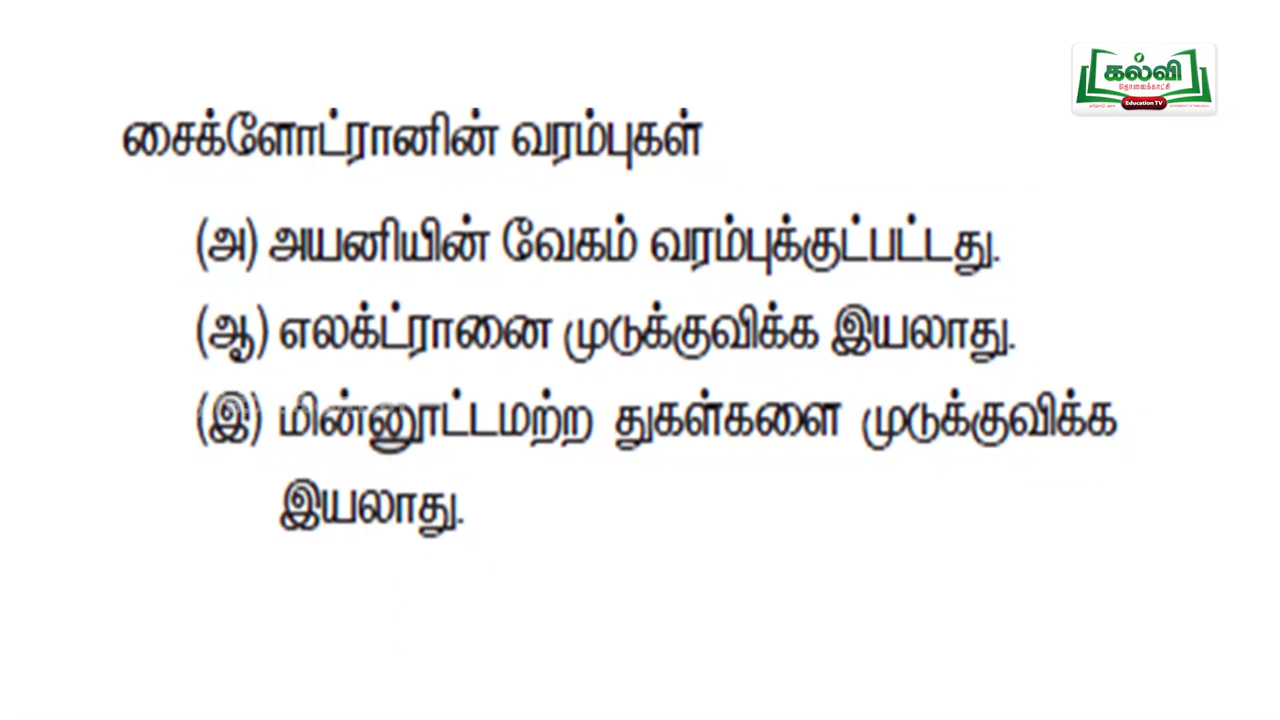 கல்வி
தொலைக்காட்சி
Education TV
சைக்ளோட்ரானின் வரம்புகள்
(அ) அயனியின் வேகம் வரம்புக்குட்பட்டது.
(ஆ) எலக்ட்ரானை முடுக்குவிக்க இயலாது.
(இ) மின்னூட்டமற்ற துகள்களை முடுக்குவிக்க
இயலாது.